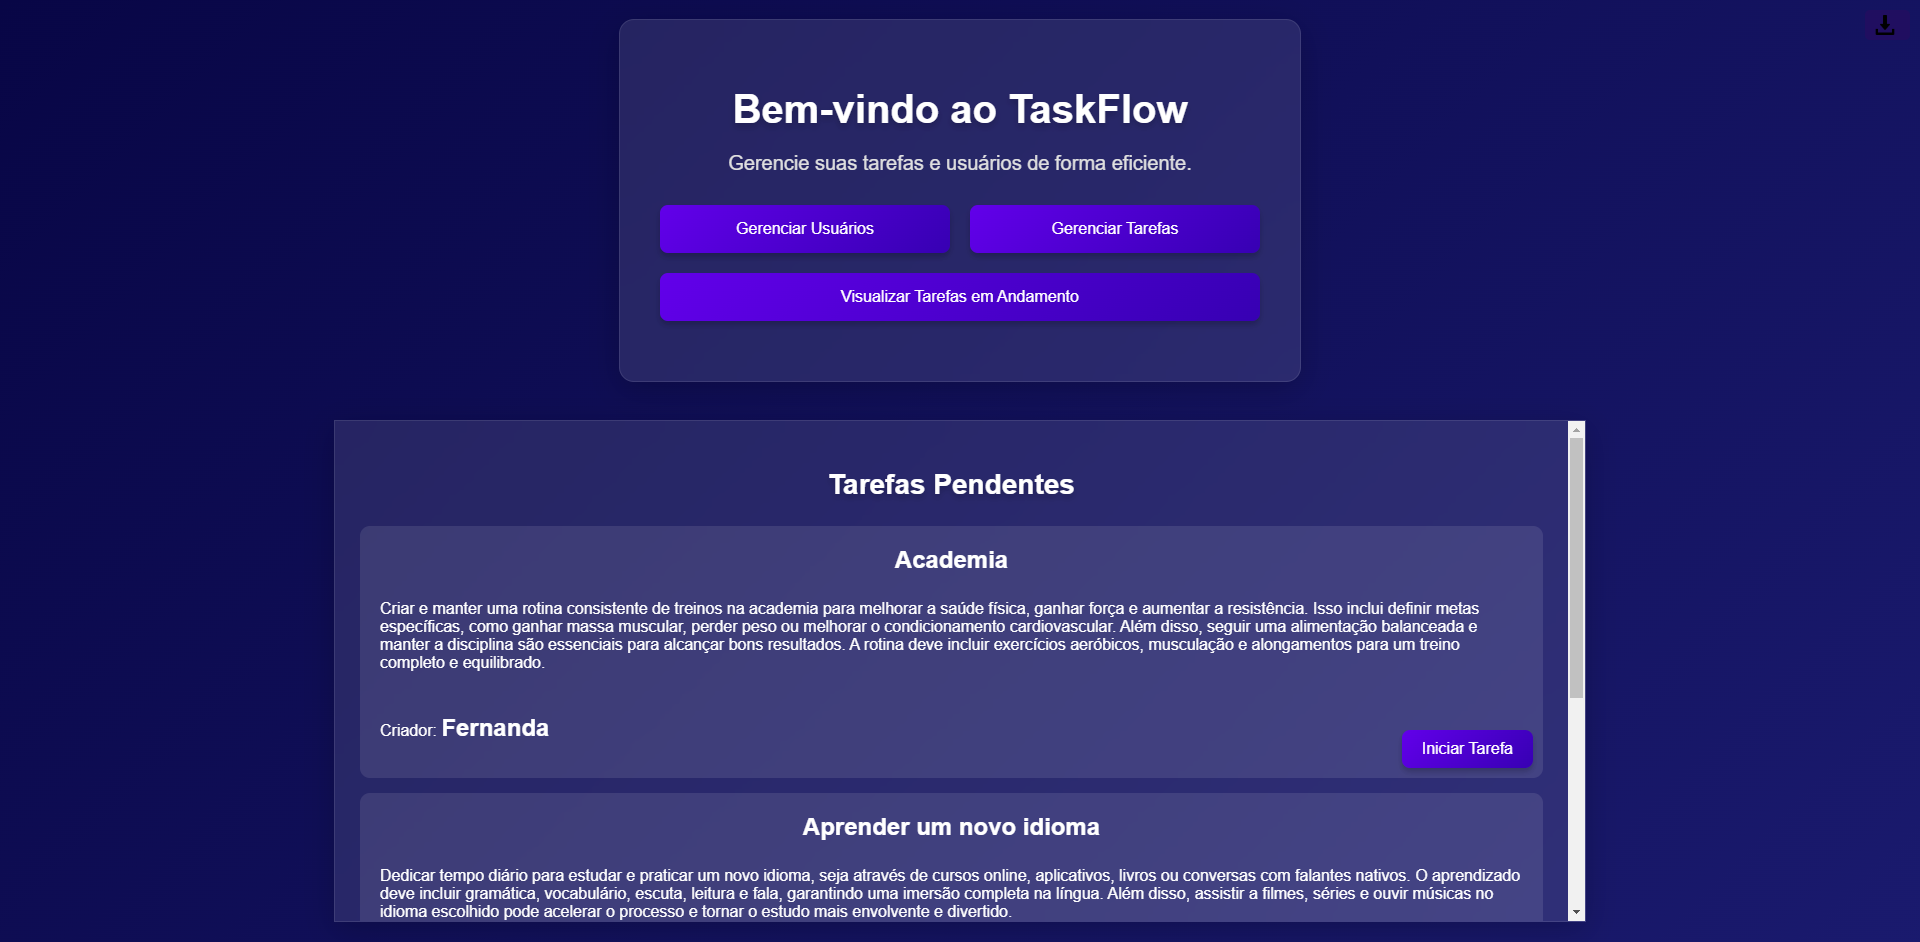 Bem-vindo ao TaskFlow
Gerencie suas tarefas e usuários de forma eficiente.
Gerenciar Usuários
Gerenciar Tarefas
Visualizar Tarefas em Andamento
Tarefas Pendentes
Academia
Criar e manter uma rotina consistente de treinos na academia para melhorar a saúde física, ganhar força e aumentar a resistência. Isso inclui definir metas
específicas, como ganhar massa muscular, perder peso ou melhorar o condicionamento cardiovascular. Além disso, seguir uma alimentação balanceada e
manter a disciplina são essenciais para alcançar bons resultados. A rotina deve incluir exercícios aeróbicos, musculação e alongamentos para um treino
completo e equilibrado.
Criador: Fernanda
Iniciar Tarefa
Aprender um novo idioma
Dedicar tempo diário para estudar e praticar um novo idioma, seja através de cursos online, aplicativos, livros ou conversas com falantes nativos. O aprendizado
deve incluir gramática, vocabulário, escuta, leitura e fala, garantindo uma imersão completa na língua. Além disso, assistir a filmes, séries e ouvir músicas no
idioma escolhido pode acelerar o processo e tornar o estudo mais envolvente e divertido.